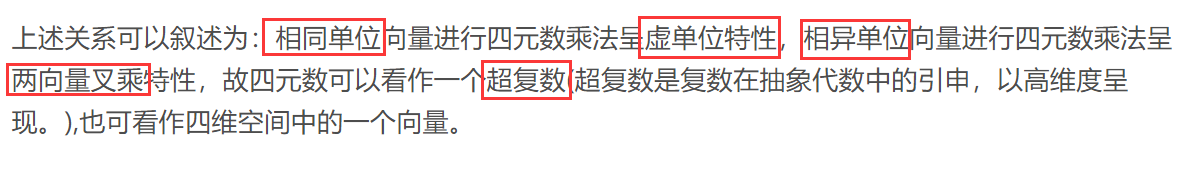 上述关系可以叙述为：相同单位向量进行四元数乘法呈虚单位特性，相异单位向量进行四元数乘法呈
两向量叉乘特性，故四元数可以看作一个超复数(超复数是复数在抽象代数中的引申，以高维度呈
现。),也可看作四维空间中的一个向量。